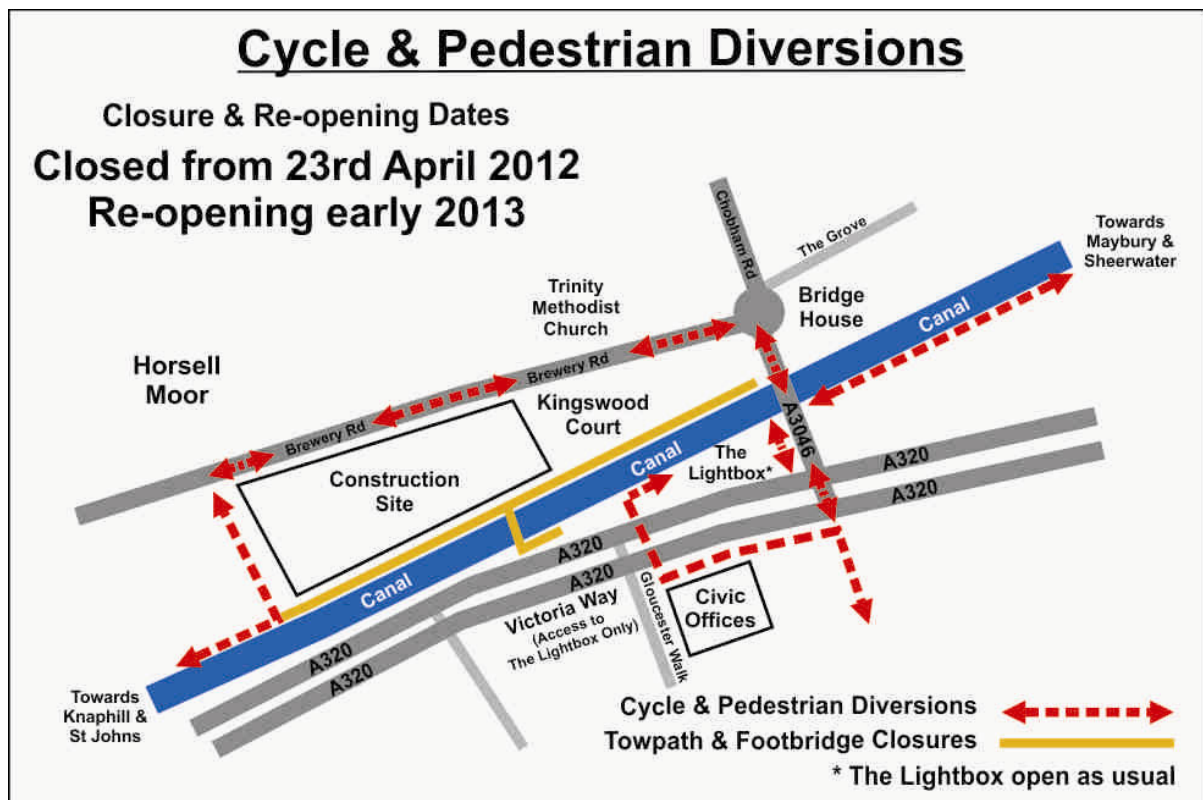 Cycle & Pedestrian Diversions
Closure & Re-opening Dates
Closed from 23rd April 2012
Re-opening early 2013
Chobham Rd
The Grove
Towards
Maybury &
Sheerwater
Trinity
Methodist
Church
Bridge
House
Canal
Horsell
Moor
Brewery Rd
Brewery Rd
Kingswood
Court
A3046
Construction
Site
Canal
The
Lightbox*
A320
A320
Canal
A320
A320
Gloucester Walk
Civic
Offices
Victoria Way
(Access to
The Lightbox Only)
A320
A320
Towards
Knaphill &
St Johns
Cycle & Pedestrian Diversions
Towpath & Footbridge Closures
* The Lightbox open as usual